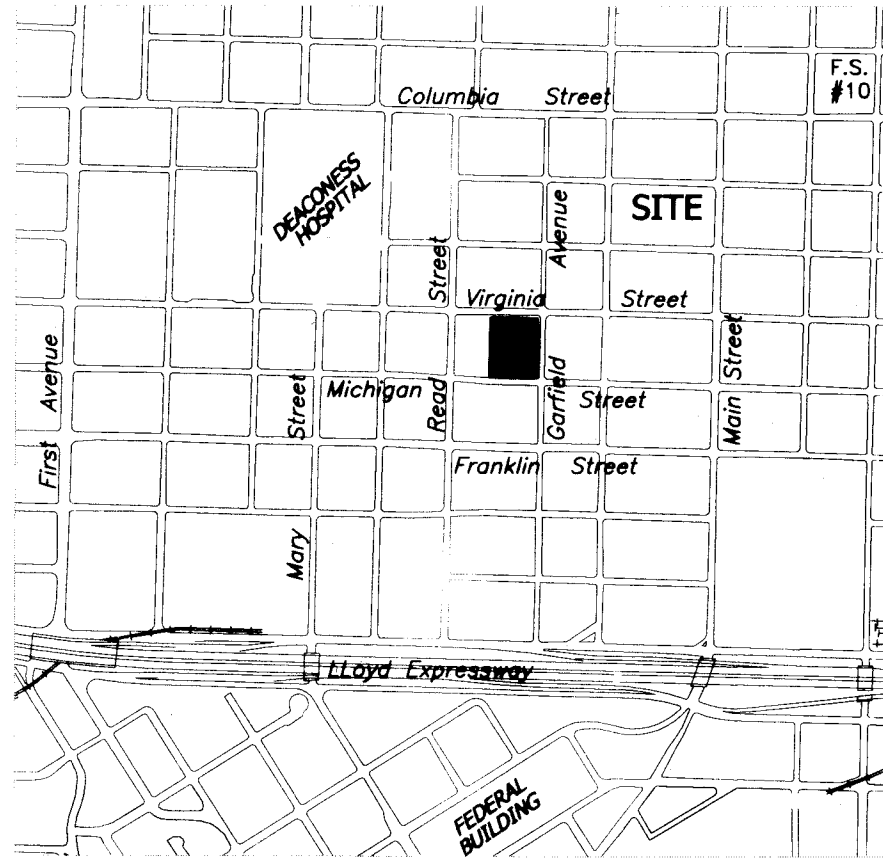 F.S.
#10
Columbia Street
DEACONESS
HOSPITAL
SITE
Avenue
Street
Virginia Street
First Avenue
Street
Michigan
Read
Garfield
Street
Main Street
Franklin Street
Mary
LLoyd Expressway
FEDERAL
BUILDING